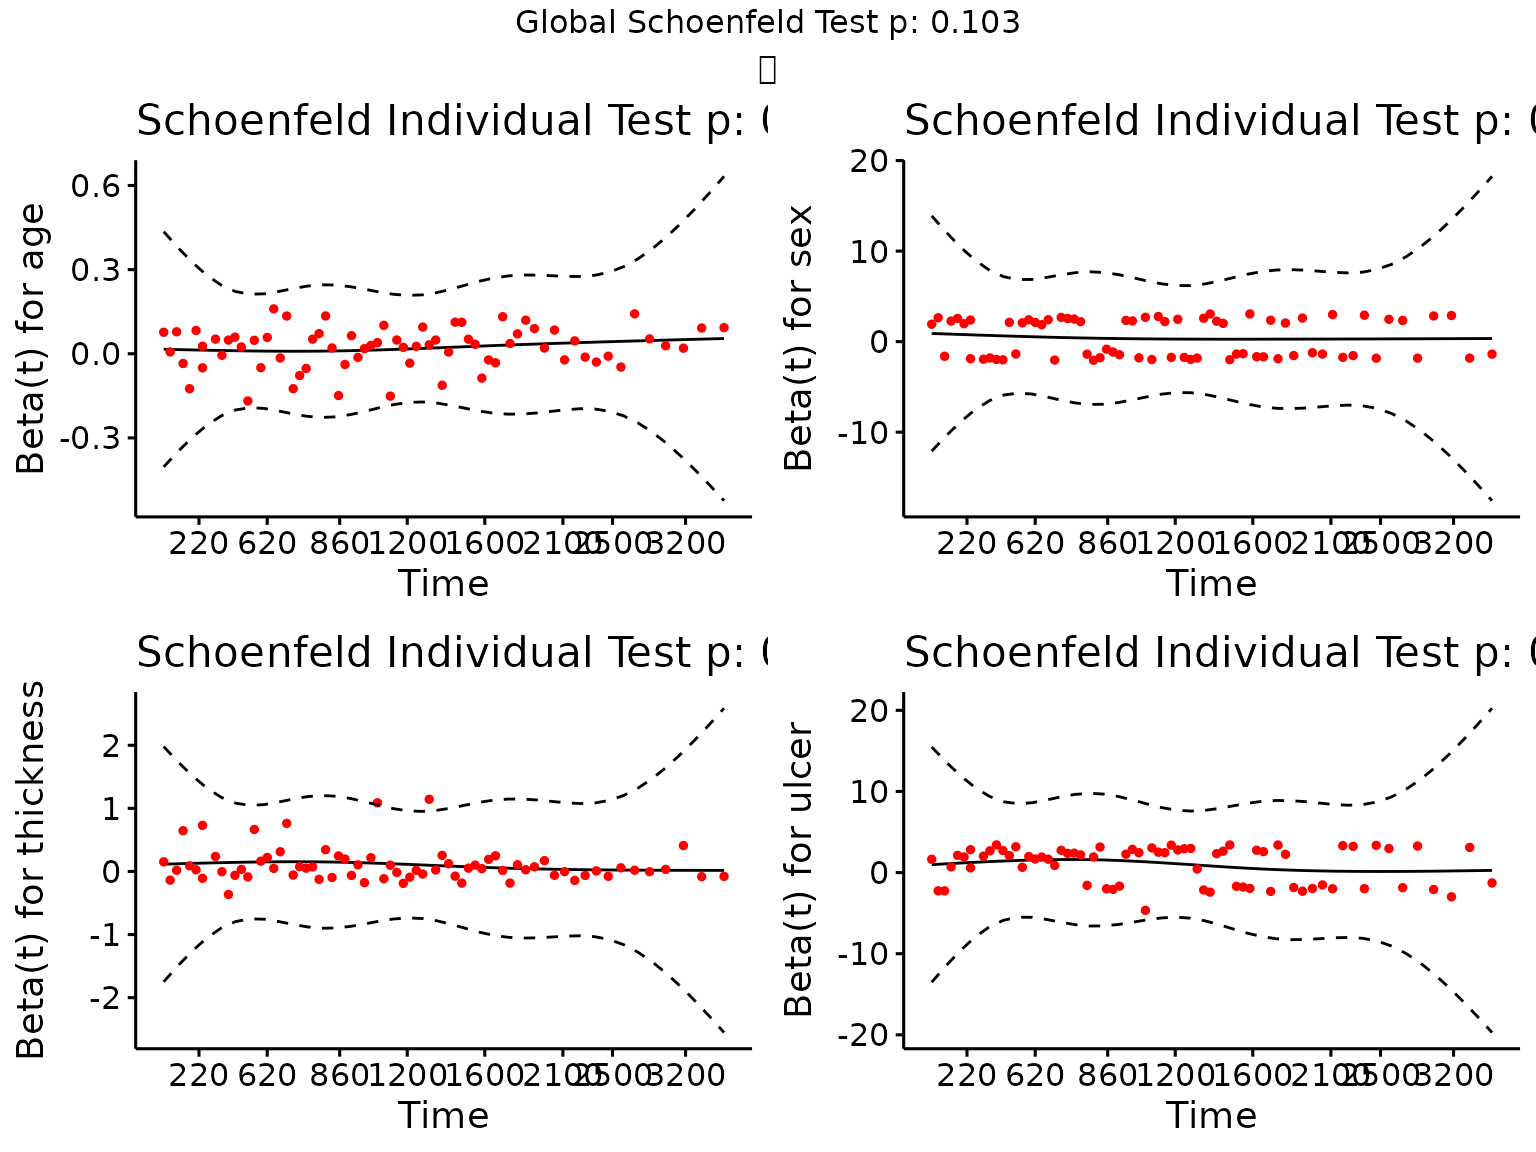 Global Schoenfeld Test p: 0.103
Schoenfeld Individual Test p:
Beta(t) for age
0.6
0.3
0.0
-0.3
220 620 860 1200 1600 2100 2500 3200
Time
Schoenfeld Individual Test p:
Beta(t) for sex
20
10
0
-10
220 620 860 1200 1600 2100 2500 3200
Time
Schoenfeld Individual Test p:
Beta(t) for thickness
2
1
0
-1
-2
220 620 860 1200 1600 2100 2500 3200
Time
Schoenfeld Individual Test p:
Beta(t) for ulcer
20
10
0
-10
-20
220 620 860 1200 1600 2100 2500 3200
Time